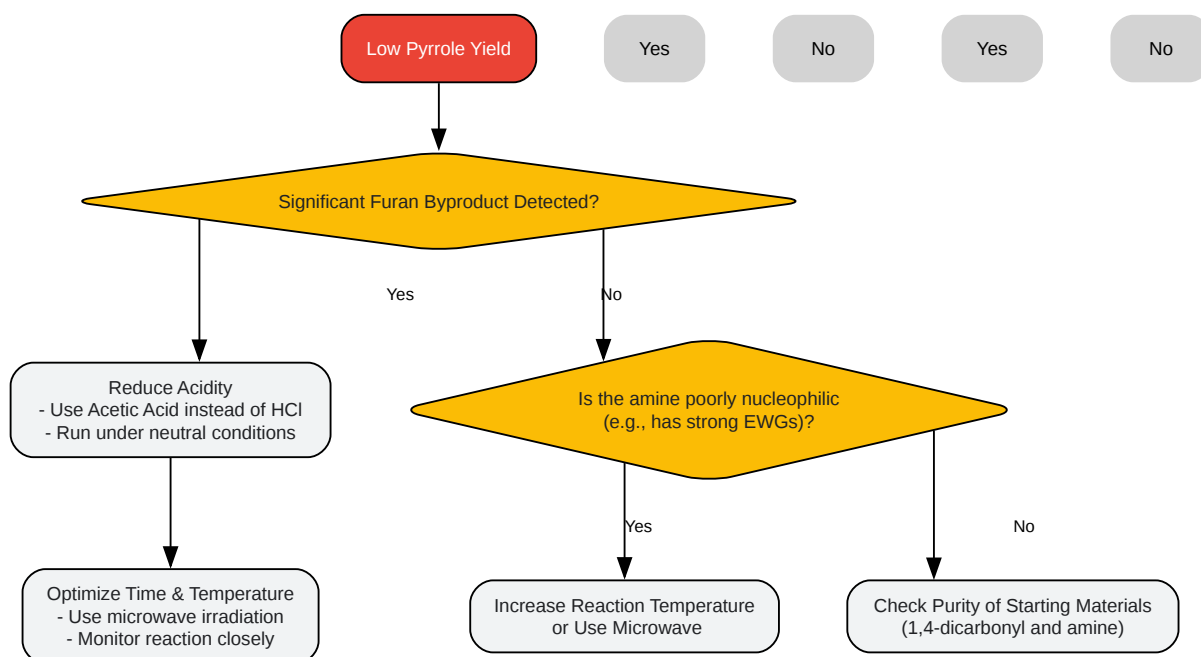 Low Pyrrole Yield
Yes
No
Yes
No
Significant Furan Byproduct Detected?
Yes
No
Reduce Acidity
- Use Acetic Acid instead of HCl
- Run under neutral conditions
Is the amine poorly nucleophilic
(e.g., has strong EWGs)?
Yes
No
Optimize Time & Temperature
- Use microwave irradiation
- Monitor reaction closely
Increase Reaction Temperature
or Use Microwave
Check Purity of Starting Materials
(1,4-dicarbonyl and amine)